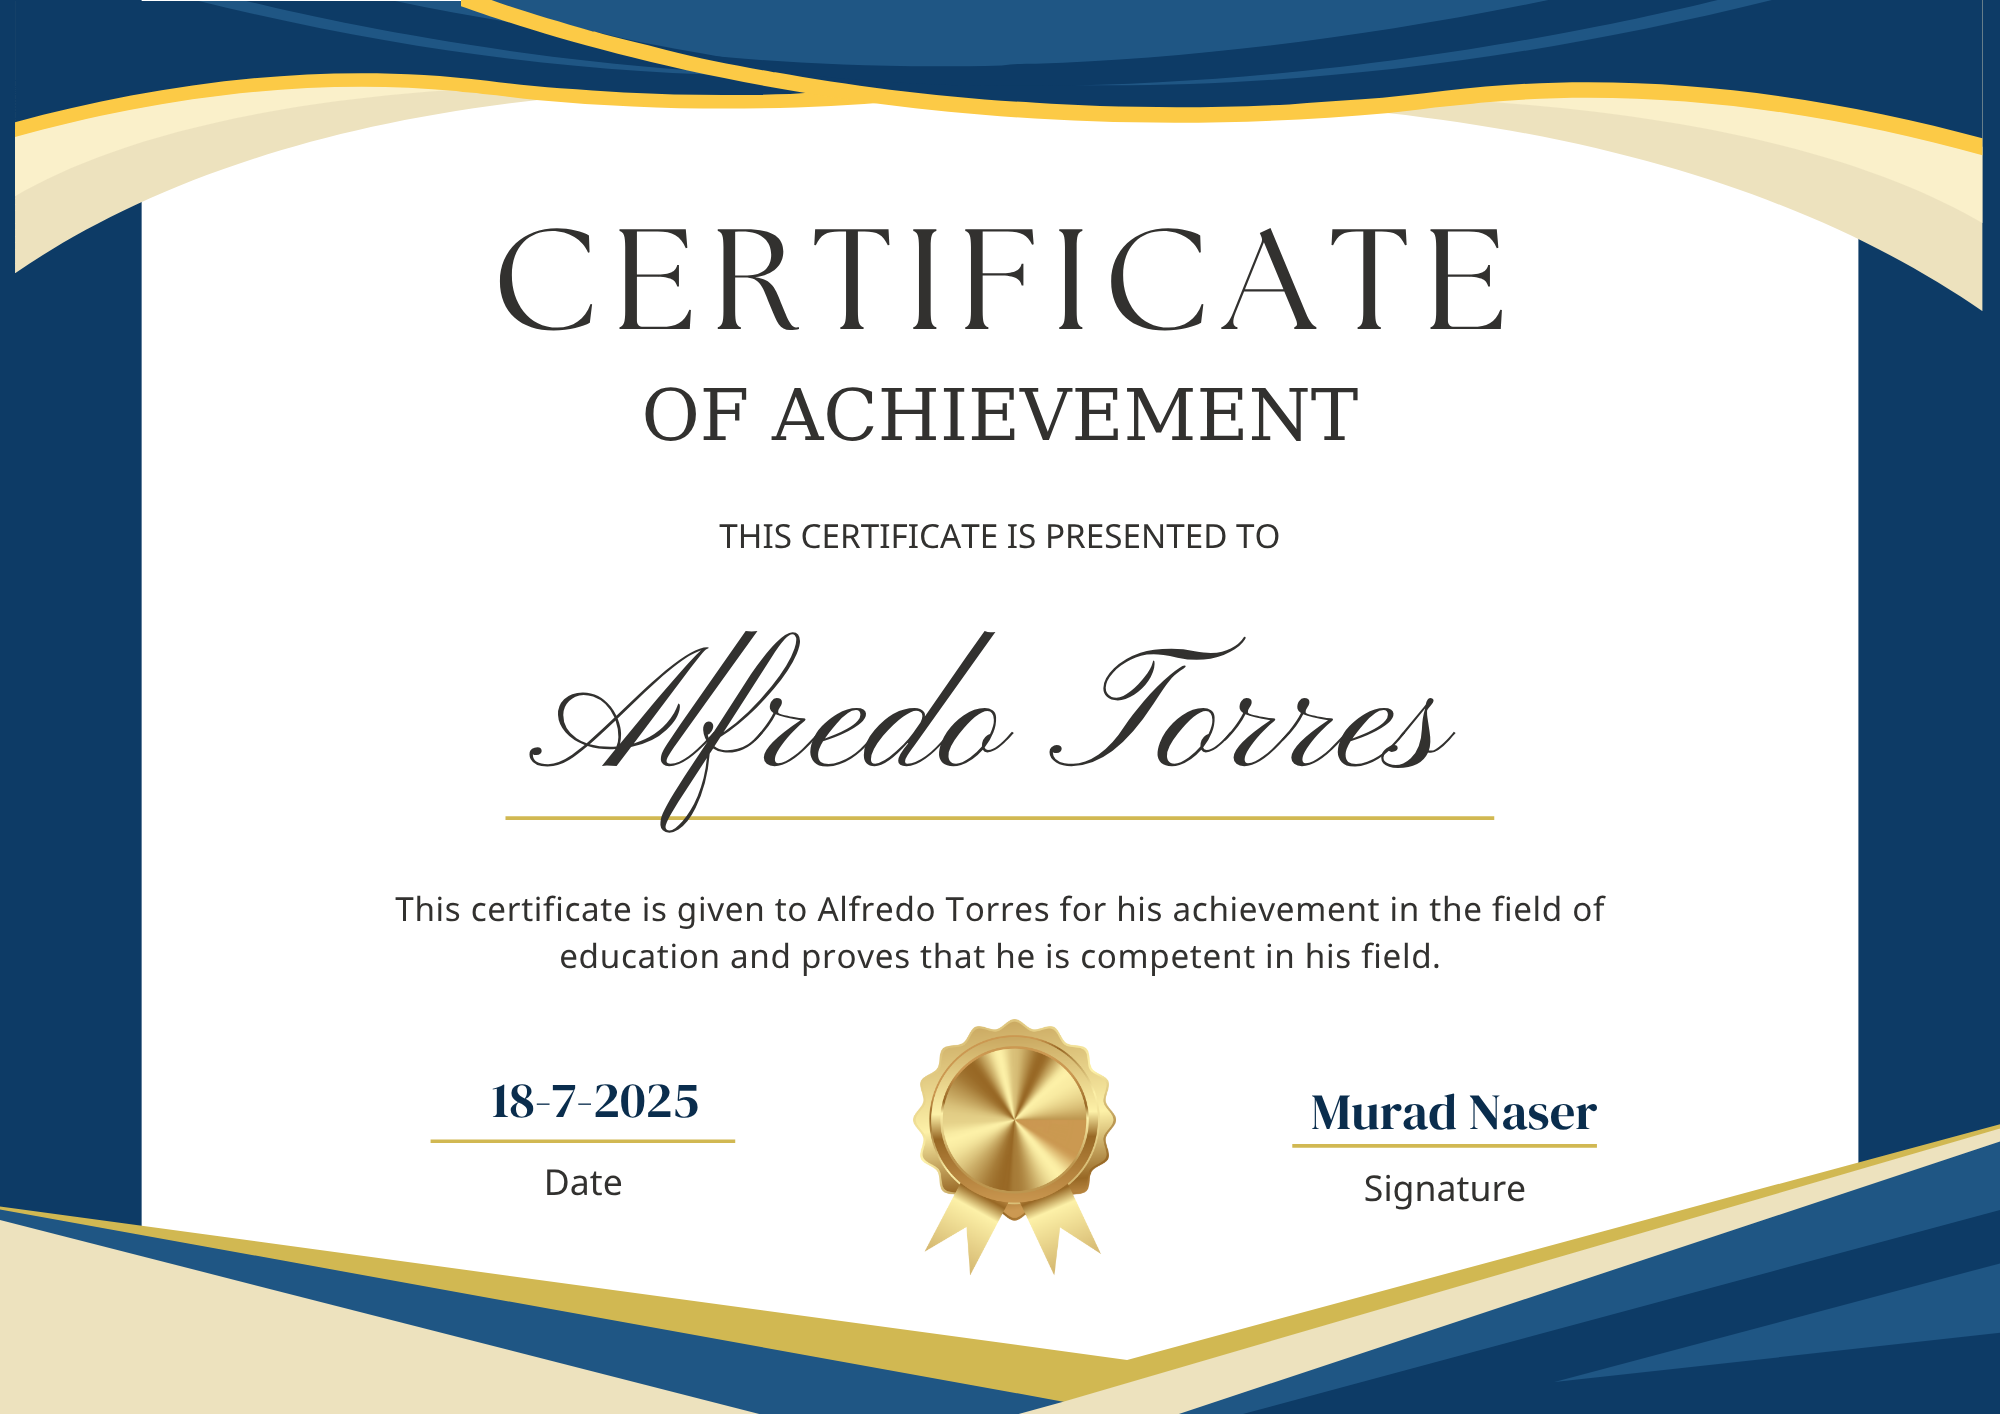 CERTIFICATE
OF ACHIEVEMENT
THIS CERTIFICATE IS PRESENTED TO
Alfredo Torres
This certificate is given to Alfredo Torres for his achievement in the field of
education and proves that he is competent in his field.
18-7-2025
Date
Murad Naser
Signature